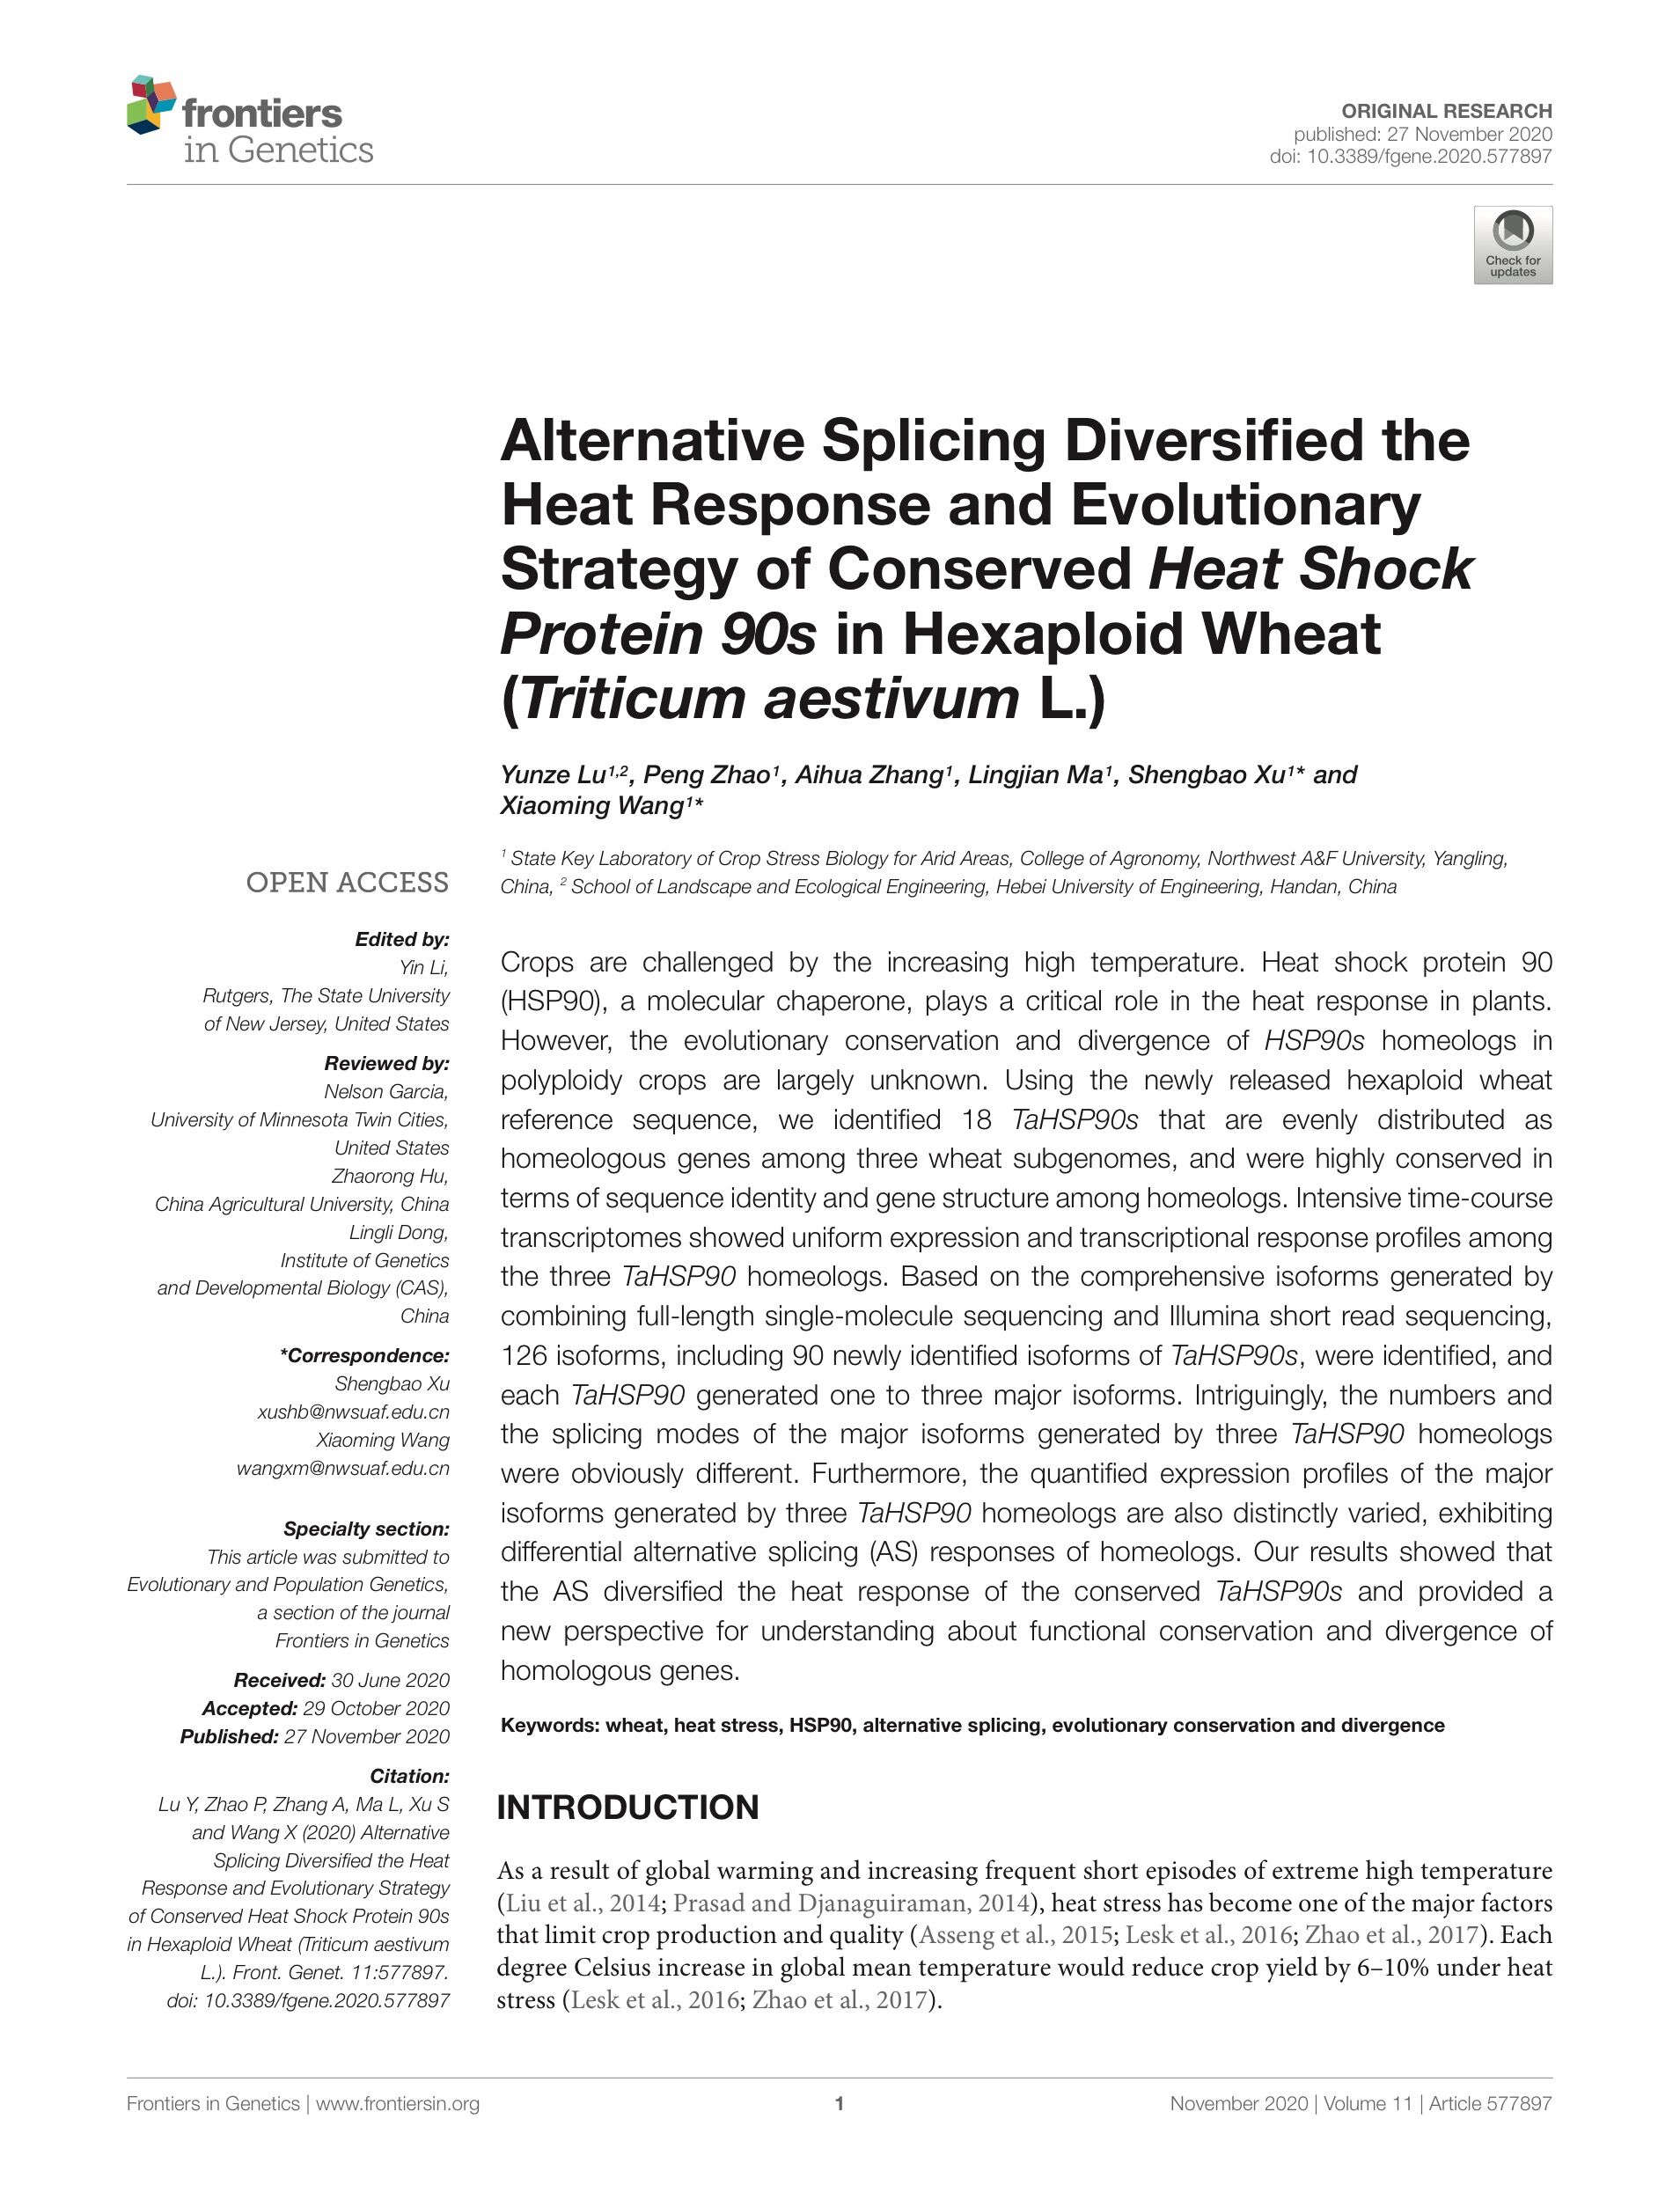 frontiers
in Genetics
ORIGINAL RESEARCH
published: 27 November 2020
doi: 10.3389/fgene.2020.577897
Check for
updates
Alternative Splicing Diversified the
Heat Response and Evolutionary
Strategy of Conserved Heat Shock
Protein 90s in Hexaploid Wheat
(Triticum aestivum L.)
Yunze Lu1,2, Peng Zhao1, Aihua Zhang1, Lingjian Ma1, Shengbao Xu1* and
Xiaoming Wang1*
1 State Key Laboratory of Crop Stress Biology for Arid Areas, College of Agronomy, Northwest A&F University, Yangling,
China, 2 School of Landscape and Ecological Engineering, Hebei University of Engineering, Handan, China
OPEN ACCESS
Edited by:
Yin Li,
Rutgers, The State University
of New Jersey, United States
Reviewed by:
Nelson Garcia,
University of Minnesota Twin Cities,
United States
Zhaorong Hu,
China Agricultural University, China
Lingli Dong,
Institute of Genetics
and Developmental Biology (CAS),
China
*Correspondence:
Shengbao Xu
xushb@nwsuaf.edu.cn
Xiaoming Wang
wangxm@nwsuaf.edu.cn
Specialty section:
This article was submitted to
Evolutionary and Population Genetics,
a section of the journal
Frontiers in Genetics
Received: 30 June 2020
Accepted: 29 October 2020
Published: 27 November 2020
Citation:
Lu Y, Zhao P, Zhang A, Ma L, Xu S
and Wang X (2020) Alternative
Splicing Diversified the Heat
Response and Evolutionary Strategy
of Conserved Heat Shock Protein 90s
in Hexaploid Wheat (Triticum aestivum
L.). Front. Genet. 11:577897.
doi: 10.3389/fgene.2020.577897
Crops are challenged by the increasing high temperature. Heat shock protein 90
(HSP90), a molecular chaperone, plays a critical role in the heat response in plants.
However, the evolutionary conservation and divergence of HSP90s homeologs in
polyploidy crops are largely unknown. Using the newly released hexaploid wheat
reference sequence, we identified 18 TaHSP90s that are evenly distributed as
homeologous genes among three wheat subgenomes, and were highly conserved in
terms of sequence identity and gene structure among homeologs. Intensive time-course
transcriptomes showed uniform expression and transcriptional response profiles among
the three TaHSP90 homeologs. Based on the comprehensive isoforms generated by
combining full-length single-molecule sequencing and Illumina short read sequencing,
126 isoforms, including 90 newly identified isoforms of TaHSP90s, were identified, and
each TaHSP90 generated one to three major isoforms. Intriguingly, the numbers and
the splicing modes of the major isoforms generated by three TaHSP90 homeologs
were obviously different. Furthermore, the quantified expression profiles of the major
isoforms generated by three TaHSP90 homeologs are also distinctly varied, exhibiting
differential alternative splicing (AS) responses of homeologs. Our results showed that
the AS diversified the heat response of the conserved TaHSP90s and provided a
new perspective for understanding about functional conservation and divergence of
homologous genes.
Keywords: wheat, heat stress, HSP90, alternative splicing, evolutionary conservation and divergence
INTRODUCTION
As a result of global warming and increasing frequent short episodes of extreme high temperature
(Liu et al., 2014; Prasad and Djanaguiraman, 2014), heat stress has become one of the major factors
that limit crop production and quality (Asseng et al., 2015; Lesk et al., 2016; Zhao et al., 2017). Each
degree Celsius increase in global mean temperature would reduce crop yield by 6–10% under heat
stress (Lesk et al., 2016; Zhao et al., 2017).
Frontiers in Genetics | www.frontiersin.org
1
November 2020 | Volume 11 | Article 577897